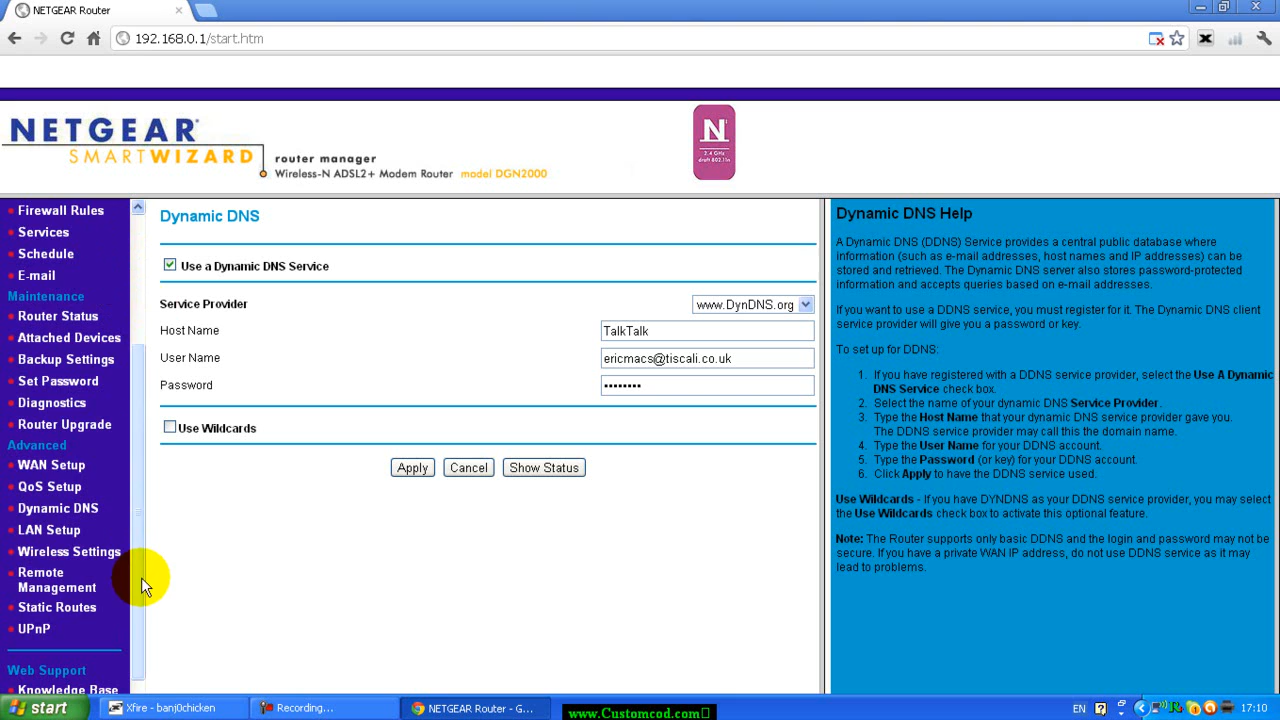 NETGEAR Router
192.168.0.1/start.htm
NETGEAR
SMARTWIZARD
router manager
Wireless-N ADSL2+ Modem Router model DGN2000
N
2.4 GHz
draft 802.11n
Firewall Rules
Services
Schedule
E-mail
Maintenance
Router Status
Attached Devices
Backup Settings
Set Password
Diagnostics
Router Upgrade
Advanced
WAN Setup
QoS Setup
Dynamic DNS
LAN Setup
Wireless Settings
Remote
Management
Static Routes
UPnP
Web Support
Knowledge Base
Dynamic DNS
Use a Dynamic DNS Service
Service Provider
www.DynDNS.org
Host Name
TalkTalk
User Name
ericmacs@tiscali.co.uk
Password
••••••••
Use Wildcards
Apply
Cancel
Show Status
Dynamic DNS Help
A Dynamic DNS (DDNS) Service provides a central public database where
information (such as e-mail addresses, host names and IP addresses) can be
stored and retrieved. The Dynamic DNS server also stores password-protected
information and accepts queries based on e-mail addresses.
If you want to use a DDNS service, you must register for it. The Dynamic DNS client
service provider will give you a password or key.
To set up for DDNS:
1. If you have registered with a DDNS service provider, select the Use A Dynamic
DNS Service check box.
2. Select the name of your dynamic DNS Service Provider.
3. Type the Host Name that your dynamic DNS service provider gave you.
The DDNS service provider may call this the domain name.
4. Type the User Name for your DDNS account.
5. Type the Password (or key) for your DDNS account.
6. Click Apply to have the DDNS service used.
Use Wildcards - If you have DYNDNS as your DDNS service provider, you may select
the Use Wildcards check box to activate this optional feature.
Note: The Router supports only basic DDNS and the login and password may not be
secure. If you have a private WAN IP address, do not use DDNS service as it may
lead to problems.
start
Xfire - banj0chicken
Recording...
NETGEAR Router - G...
www.Customcod.com
EN
17:10